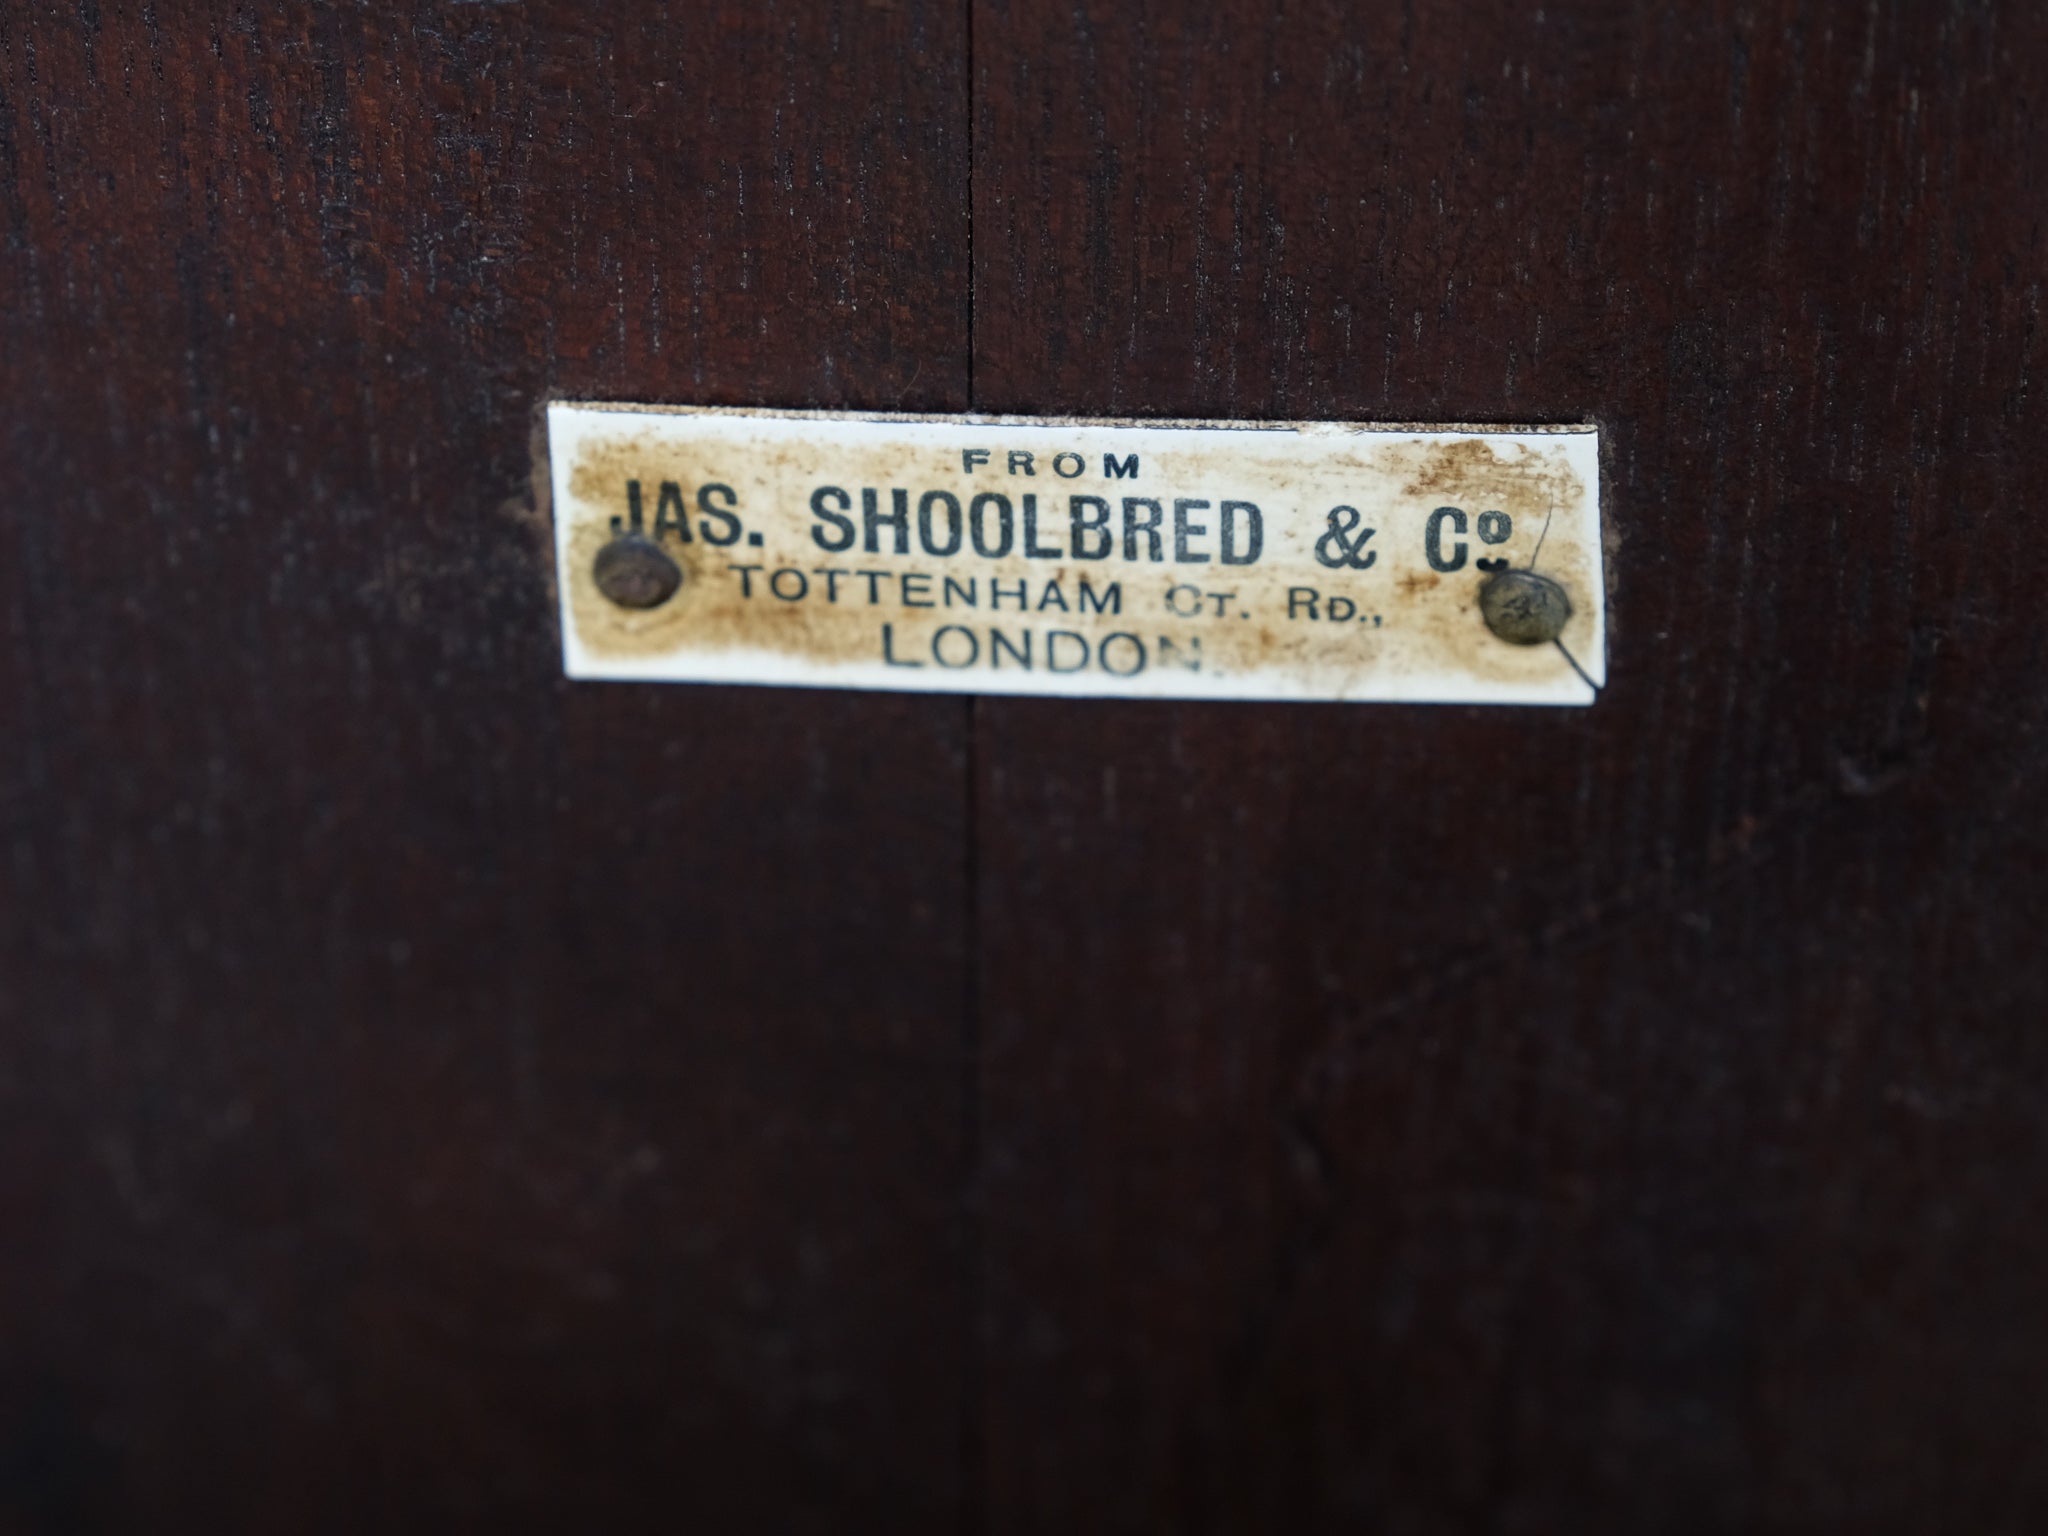 FROM
JAS. SHOOLBRED & Cº
TOTTENHAM CT. RD.,
LONDON.